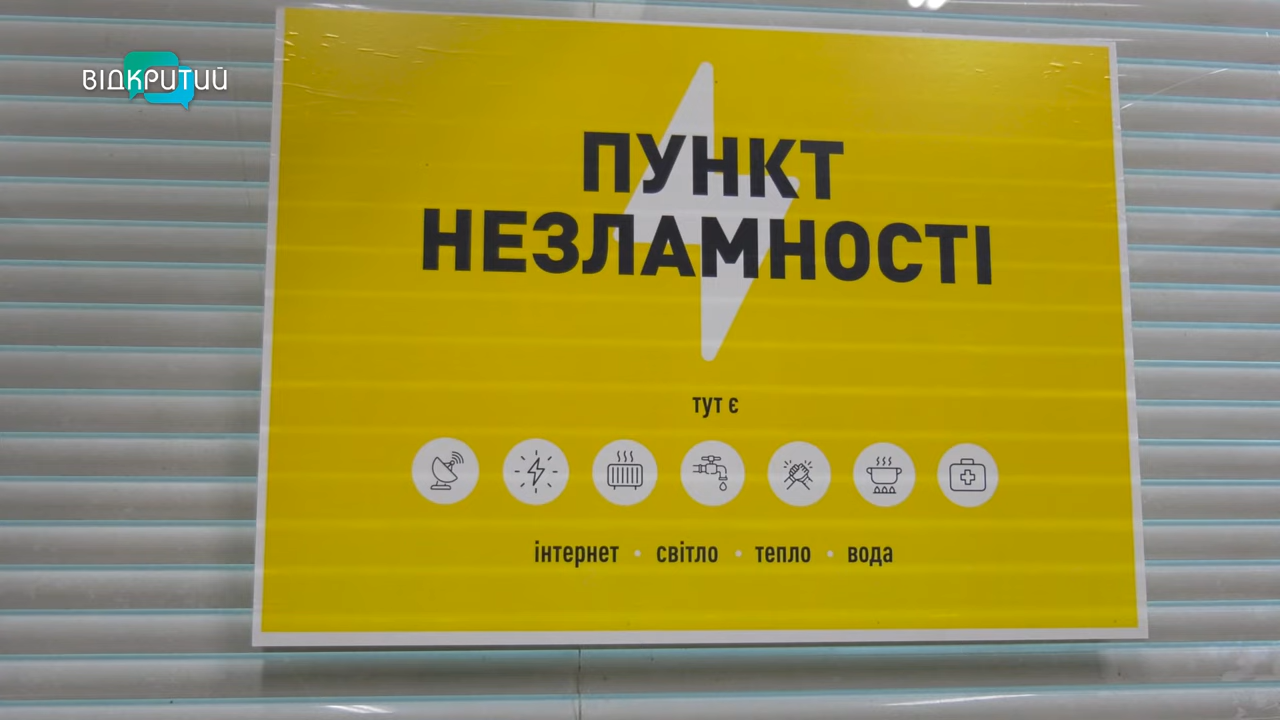 ВІДКРИТИЙ
ПУНКТ
НЕЗЛАМНОСТІ
тут є
інтернет • світло • тепло • вода